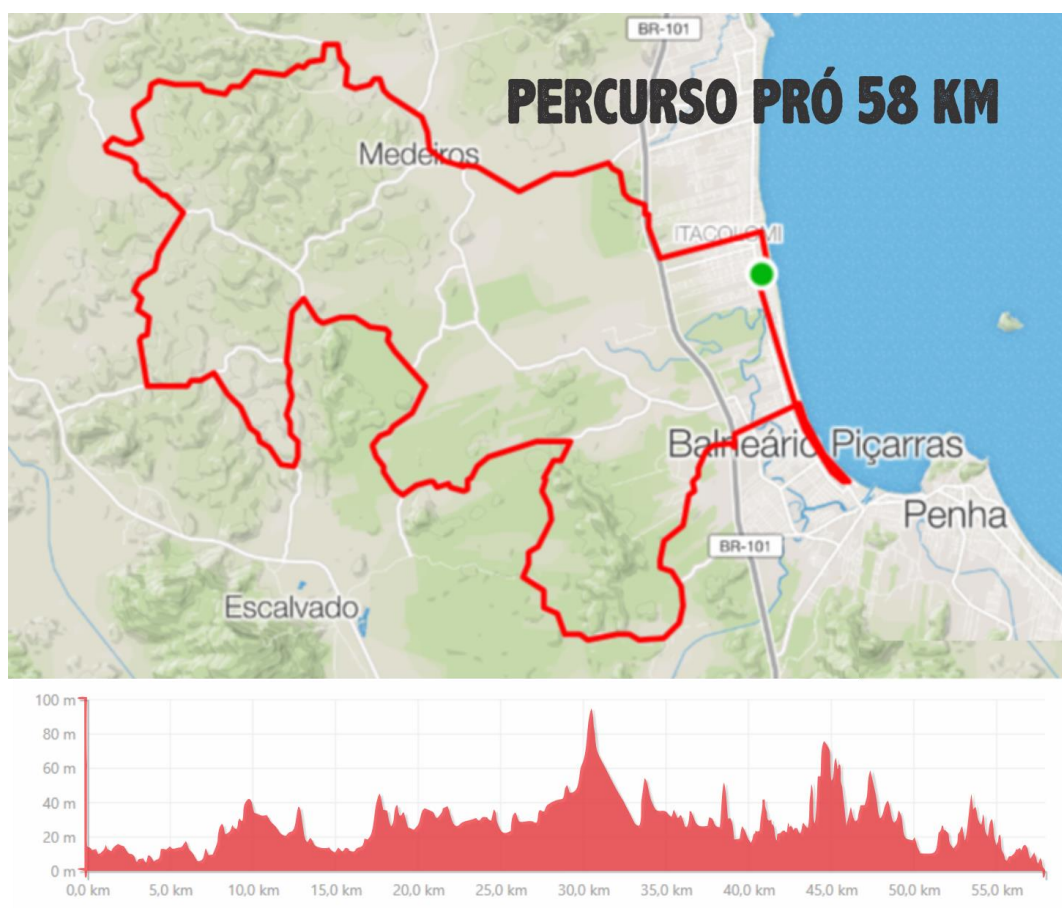 BR-101
PERCURSO PRÓ 58 KM
Medeiros
ITACOLOMI
Balneário Piçarras
Penha
BR-101
Escalvado
100 m
80 m
60 m
40 m
20 m
0 m
0,0 km 5,0 km 10,0 km 15,0 km 20,0 km 25,0 km 30,0 km 35,0 km 40,0 km 45,0 km 50,0 km 55,0 km